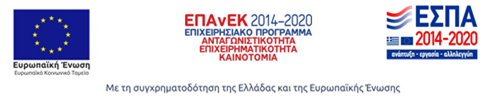 Ευρωπαϊκή Ένωση
Ευρωπαϊκό Κοινωνικό Ταμείο
ΕΠΑνΕΚ 2014-2020
ΕΠΙΧΕΙΡΗΣΙΑΚΟ ΠΡΟΓΡΑΜΜΑ
ΑΝΤΑΓΩΝΙΣΤΙΚΟΤΗΤΑ
ΕΠΙΧΕΙΡΗΜΑΤΙΚΟΤΗΤΑ
ΚΑΙΝΟΤΟΜΙΑ
ΕΣΠΑ
2014-2020
ανάπτυξη - εργασία - αλληλεγγύη
Με τη συγχρηματοδότηση της Ελλάδας και της Ευρωπαϊκής Ένωσης